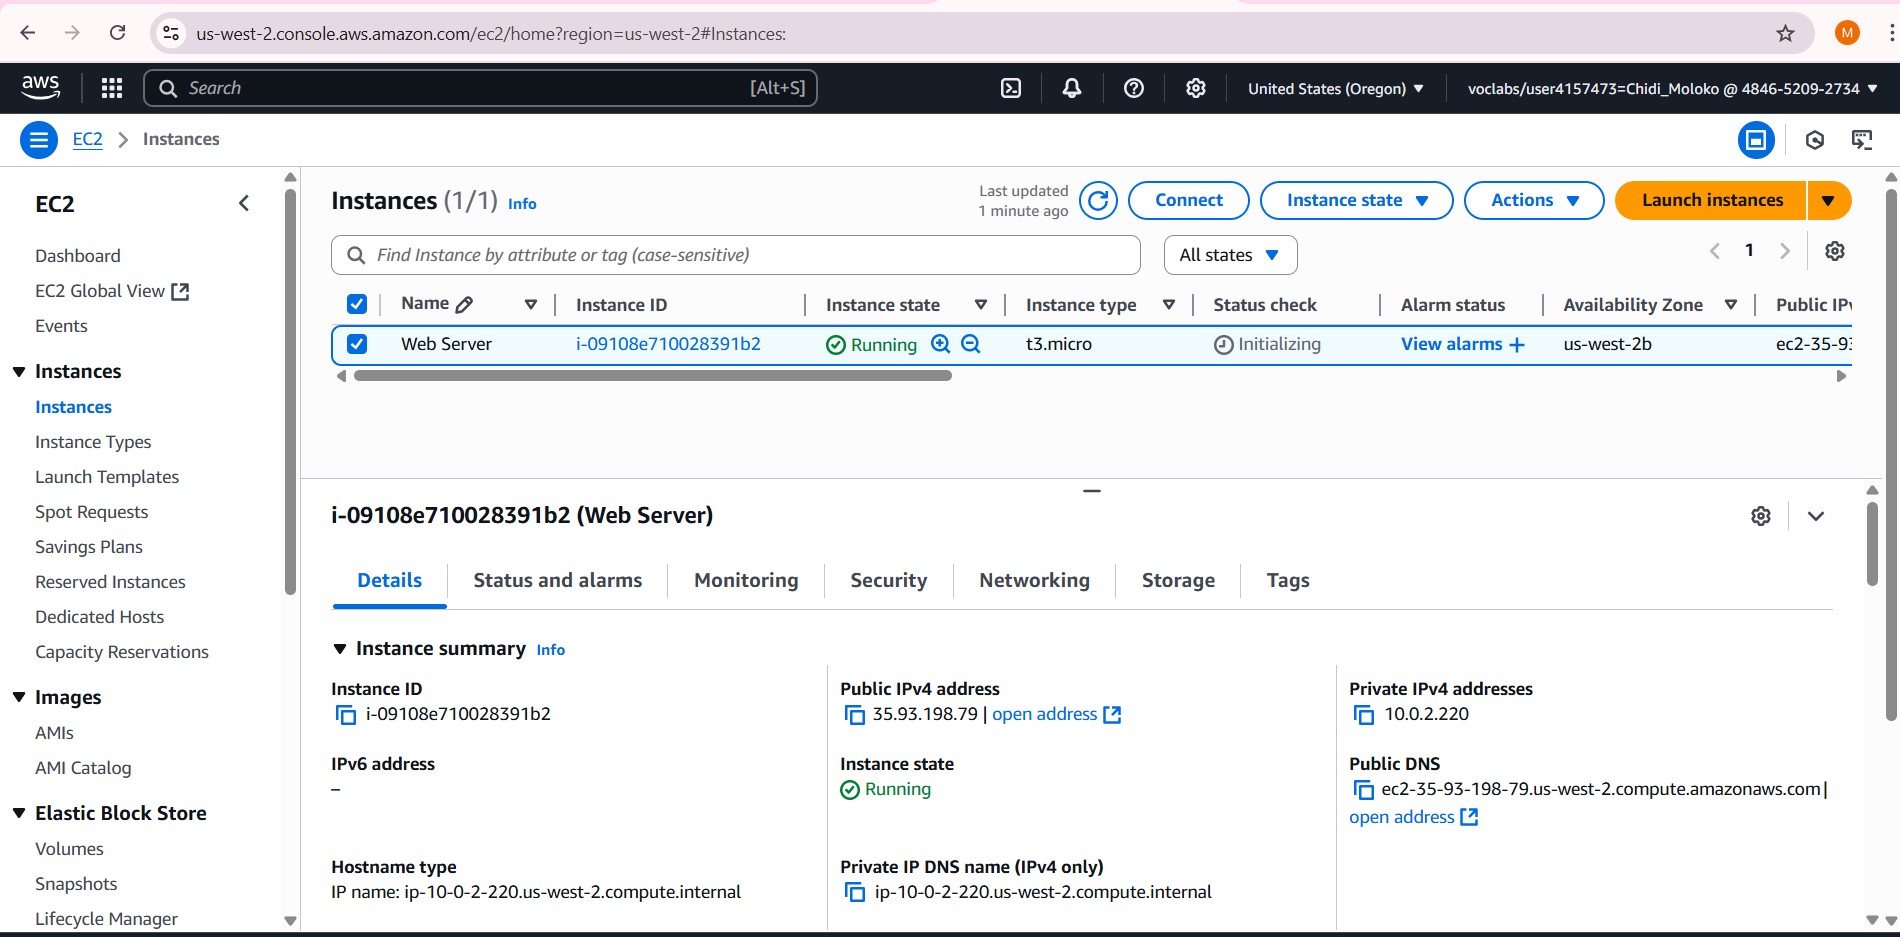 us-west-2.console.aws.amazon.com/ec2/home?region=us-west-2#Instances:
M
aws
Search
[Alt+S]
United States (Oregon)
voclabs/user4157473=Chidi_Moloko @ 4846-5209-2734
EC2
Instances
EC2
Dashboard
EC2 Global View
Events
Instances
Instances
Instance Types
Launch Templates
Spot Requests
Savings Plans
Reserved Instances
Dedicated Hosts
Capacity Reservations
Images
AMIs
AMI Catalog
Elastic Block Store
Volumes
Snapshots
Lifecycle Manager
Instances (1/1) Info
Last updated
1 minute ago
Connect
Instance state
Actions
Launch instances
Find Instance by attribute or tag (case-sensitive)
All states
1
Name Instance ID Instance state Instance type Status check Alarm status Availability Zone Public IPv
Web Server i-09108e710028391b2 Running t3.micro Initializing View alarms + us-west-2b ec2-35-93
i-09108e710028391b2 (Web Server)
Details Status and alarms Monitoring Security Networking Storage Tags
Instance summary Info
Instance ID
i-09108e710028391b2
Public IPv4 address
35.93.198.79 | open address
Private IPv4 addresses
10.0.2.220
IPv6 address
–
Instance state
Running
Public DNS
ec2-35-93-198-79.us-west-2.compute.amazonaws.com |
open address
Hostname type
IP name: ip-10-0-2-220.us-west-2.compute.internal
Private IP DNS name (IPv4 only)
ip-10-0-2-220.us-west-2.compute.internal